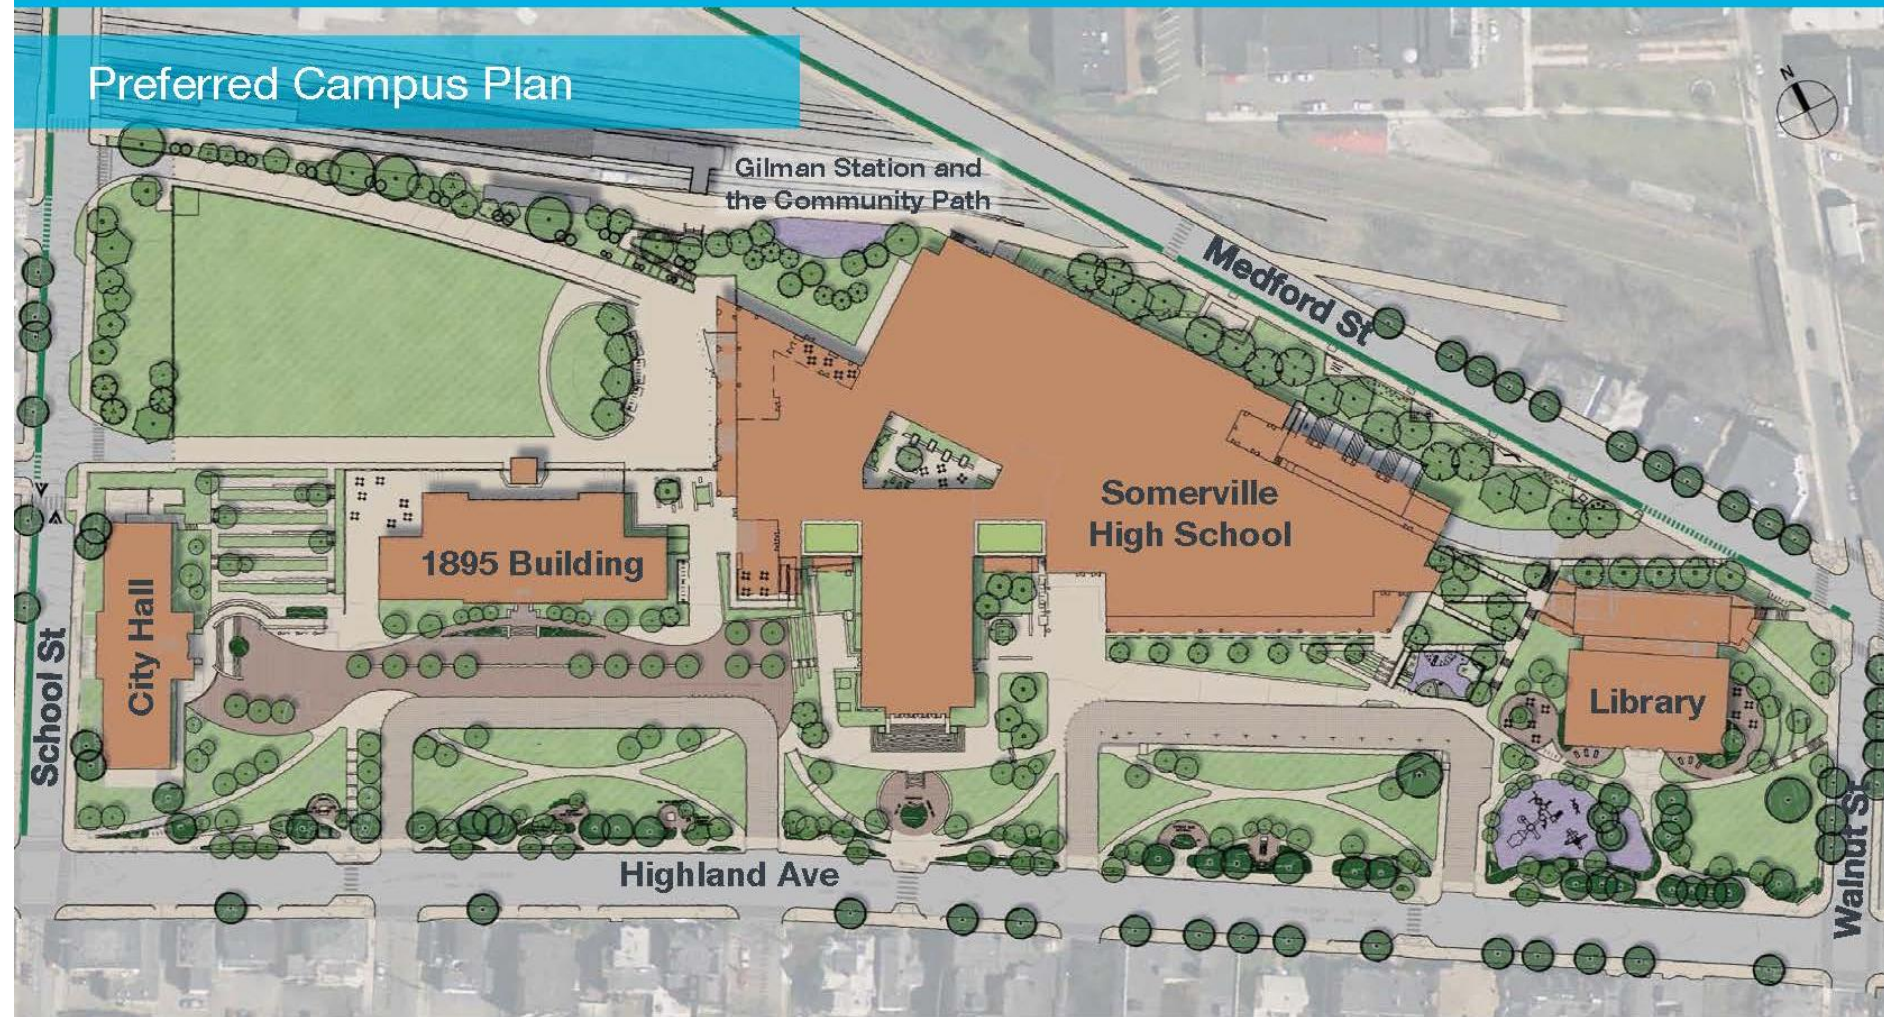 Preferred Campus Plan
N
Gilman Station and
the Community Path
Medford St
Somerville
High School
1895 Building
City Hall
School St
Library
Highland Ave
Walnut St